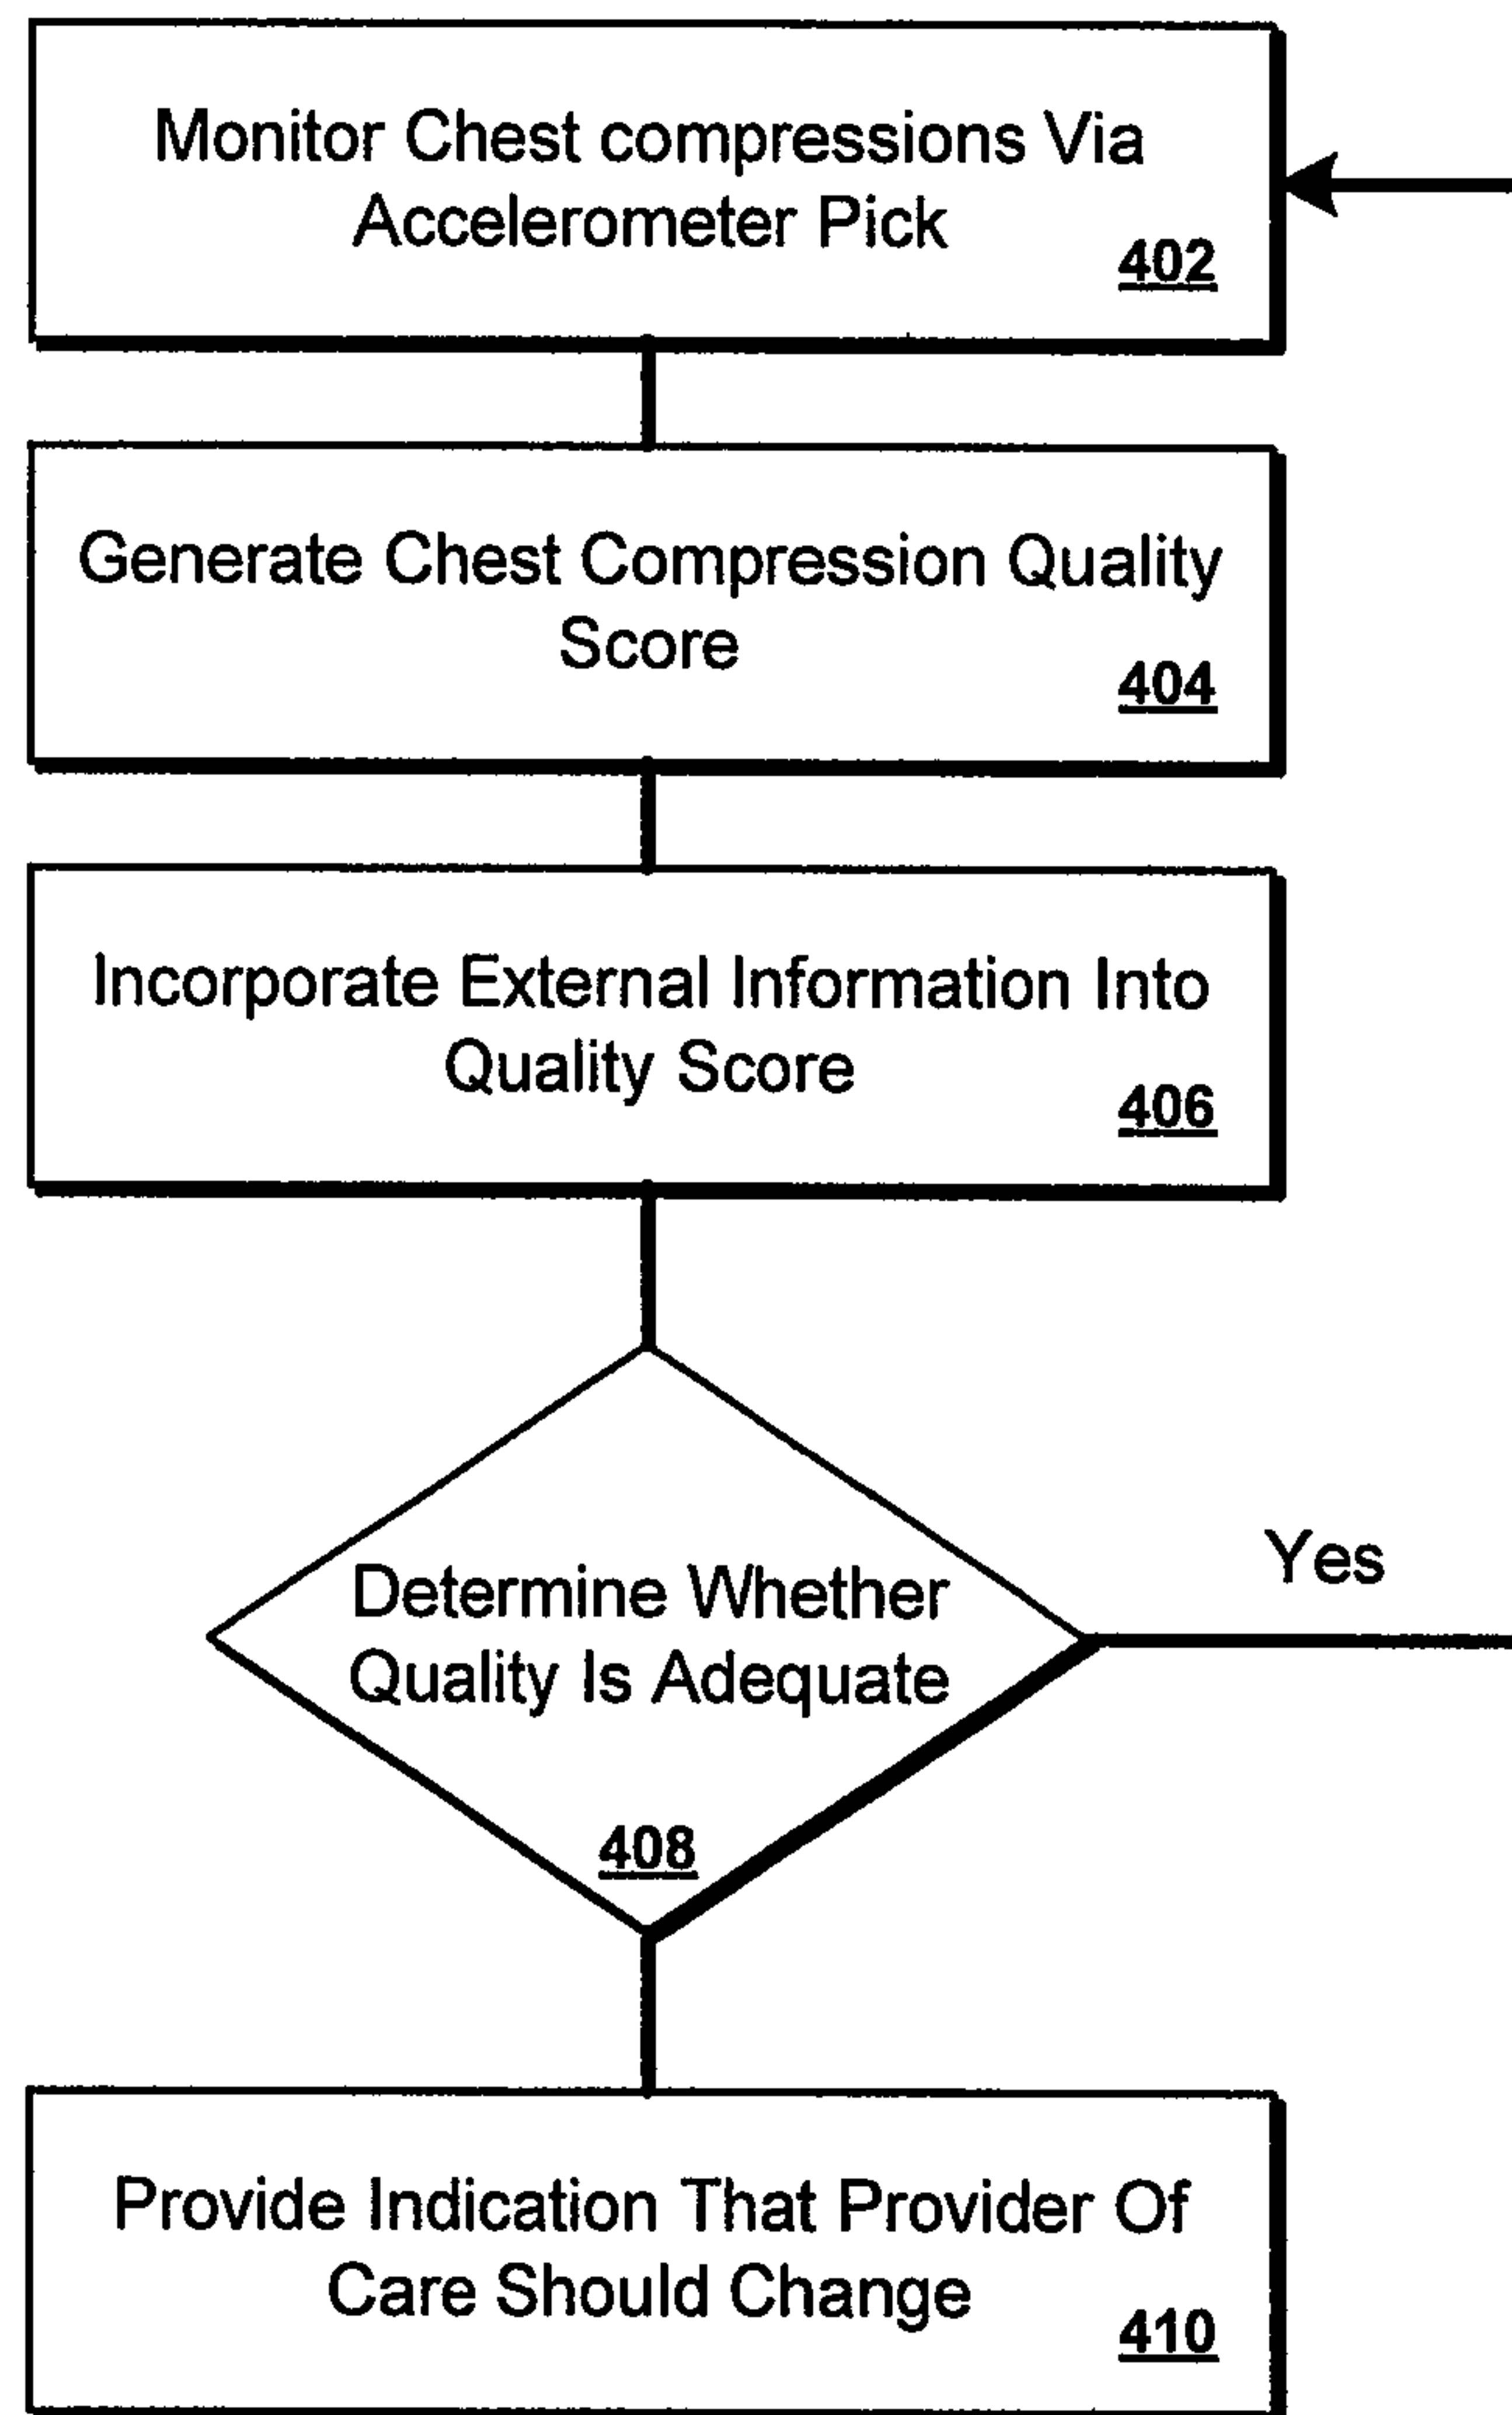 Monitor Chest compressions Via
Accelerometer Pick
402
Generate Chest Compression Quality
Score
404
Incorporate External Information Into
Quality Score
406
Yes
Determine Whether
Quality Is Adequate
408
Provide Indication That Provider Of
Care Should Change
410